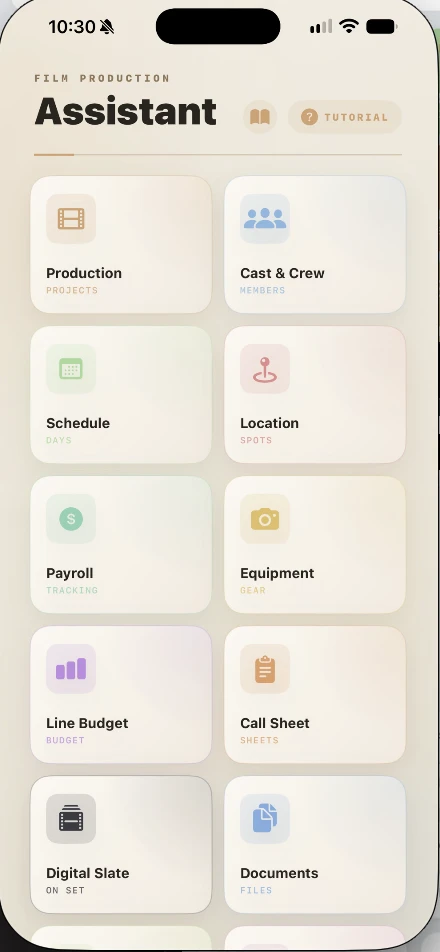 10:30
FILM PRODUCTION
Assistant
? TUTORIAL
Production
PROJECTS
Cast & Crew
MEMBERS
Schedule
DAYS
Location
SPOTS
$
Payroll
TRACKING
Equipment
GEAR
Line Budget
BUDGET
Call Sheet
SHEETS
Digital Slate
ON SET
Documents
FILES